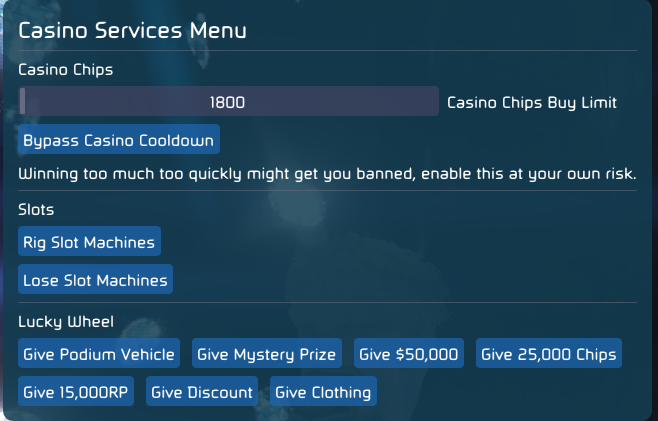 Casino Services Menu
Casino Chips
1800 Casino Chips Buy Limit
Bypass Casino Cooldown
Winning too much too quickly might get you banned, enable this at your own risk.
Slots
Rig Slot Machines
Lose Slot Machines
Lucky Wheel
Give Podium Vehicle Give Mystery Prize Give $50,000 Give 25,000 Chips
Give 15,000RP Give Discount Give Clothing